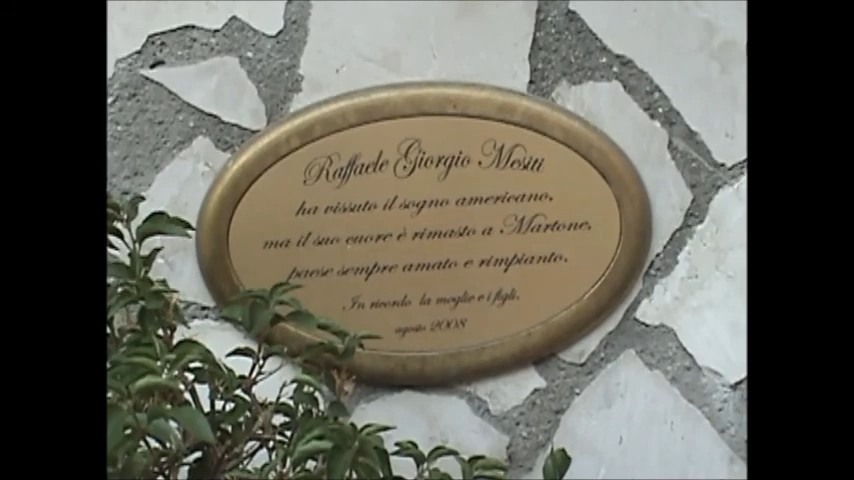 Raffaele Giorgio Mesiti
ha vissuto il sogno americano,
ma il suo cuore è rimasto a Martone,
paese sempre amato e rimpianto.
In ricordo la moglie e i figli.
agosto 2008